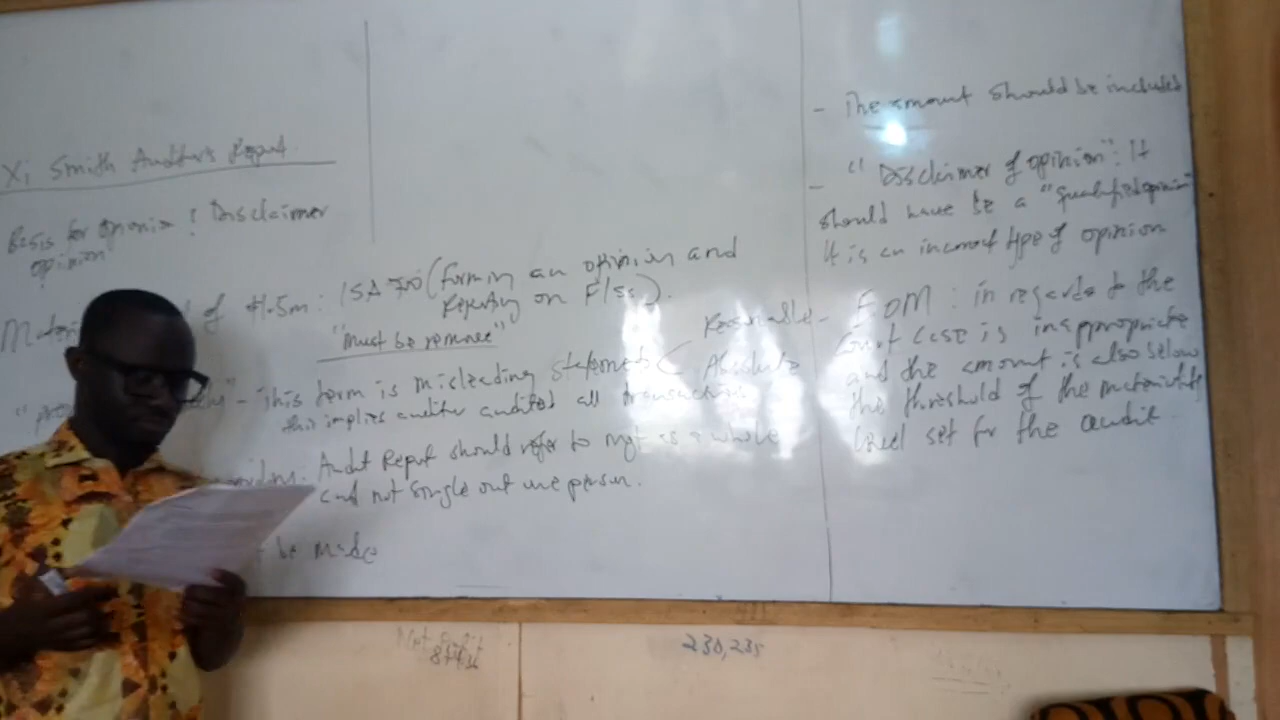 X, Smith Auditor's Report
Basis for opinion : Disclaimer
opinion"
of #1.5m : ISA 700 (forming an opinion and
Reporting on F/Ss).
"must be remove"
- This term is misleading statements < Reasonable
Absolute
this implies auditor audited all transactions
Audit Report should refer to mgt as a whole
and not single out one person.
be made
- The amount should be included
- "Disclaimer of opinion": It
should have be a "qualified opinion"
It is an incorrect type of opinion
- EOM : in regards to the
Court case is inappropriate
and the amount is also below
the threshold of the materiality
level set for the audit.
Net Profit
230,235